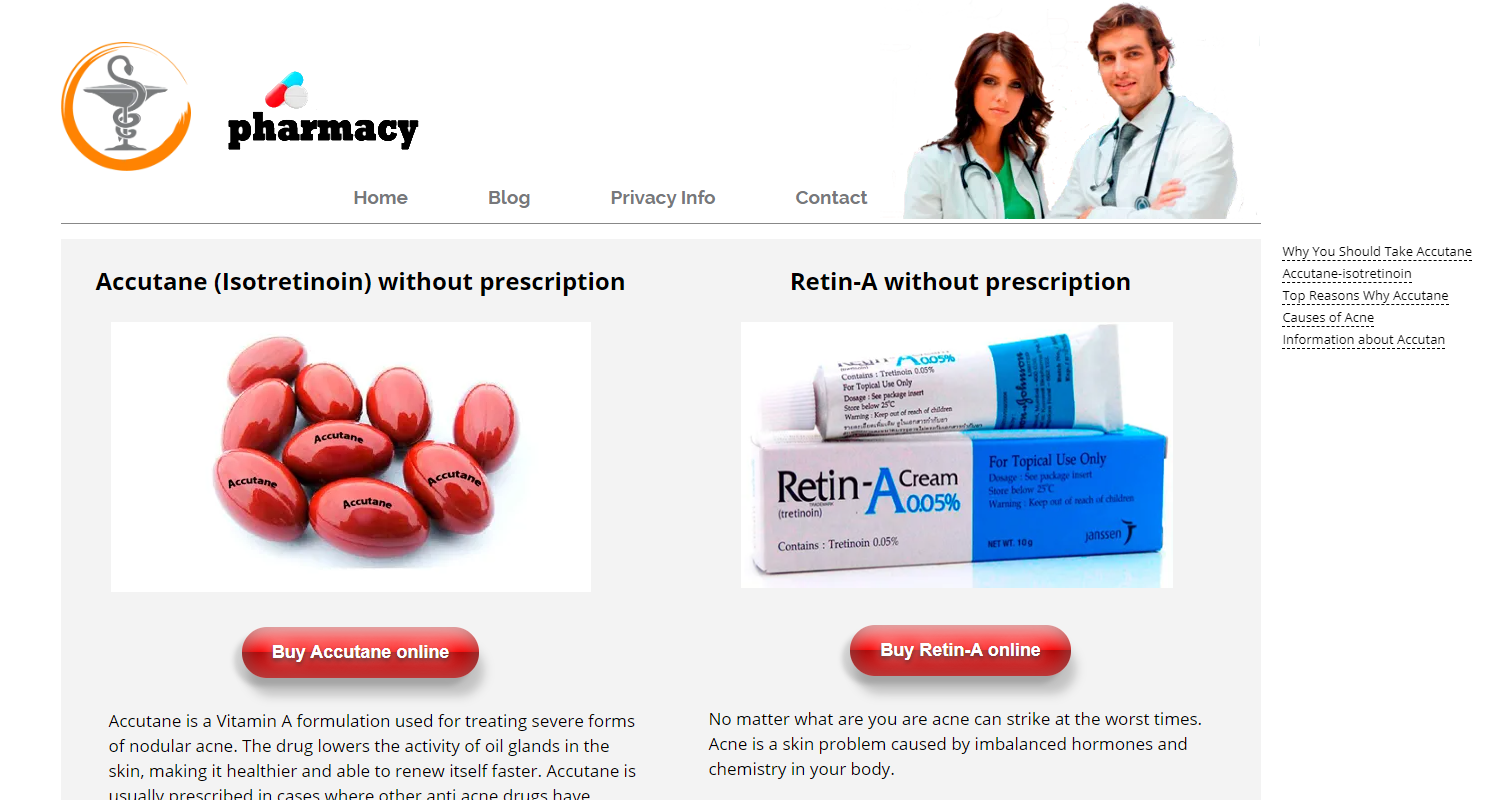 pharmacy
Home Blog Privacy Info Contact
Accutane (Isotretinoin) without prescription
Accutane
Accutane
Accutane
Accutane
Buy Accutane online
Accutane is a Vitamin A formulation used for treating severe forms
of nodular acne. The drug lowers the activity of oil glands in the
skin, making it healthier and able to renew itself faster. Accutane is
usually prescribed in cases where other anti acne drugs have
Retin-A without prescription
Retin-A 0.05%
Contains : Tretinoin 0.05%
For Topical Use Only
Dosage : See package insert
Store below 25°C
Warning : Keep out of reach of children
Retin-A Cream
0.05%
TRADEMARK
(tretinoin)
Contains : Tretinoin 0.05%
For Topical Use Only
Dosage : See package insert
Store below 25°C
Warning : Keep out of reach of children
NET WT. 10 g
janssen
Buy Retin-A online
No matter what are you are acne can strike at the worst times.
Acne is a skin problem caused by imbalanced hormones and
chemistry in your body.
Why You Should Take Accutane
Accutane-isotretinoin
Top Reasons Why Accutane
Causes of Acne
Information about Accutan